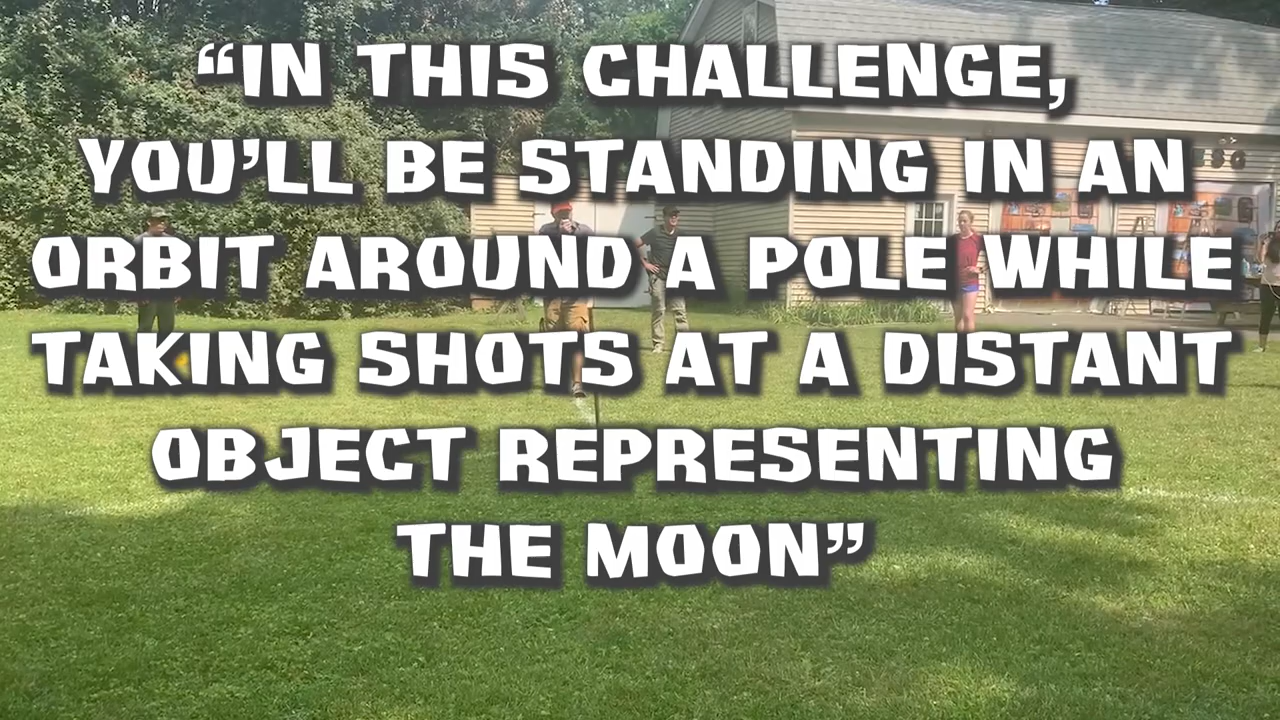 “IN THIS CHALLENGE,
YOU’LL BE STANDING IN AN
ORBIT AROUND A POLE WHILE
TAKING SHOTS AT A DISTANT
OBJECT REPRESENTING
THE MOON”